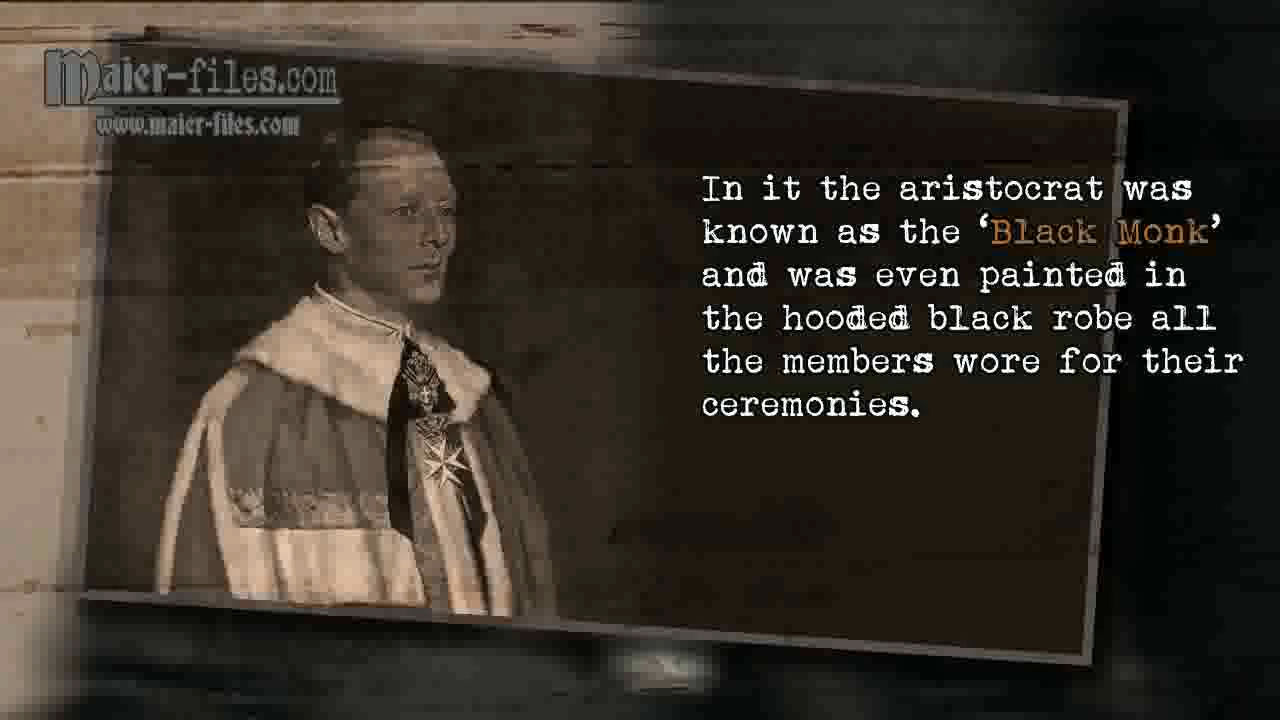 Maier-files.com
www.maier-files.com
In it the aristocrat was
known as the ‘Black Monk’
and was even painted in
the hooded black robe all
the members wore for their
ceremonies.